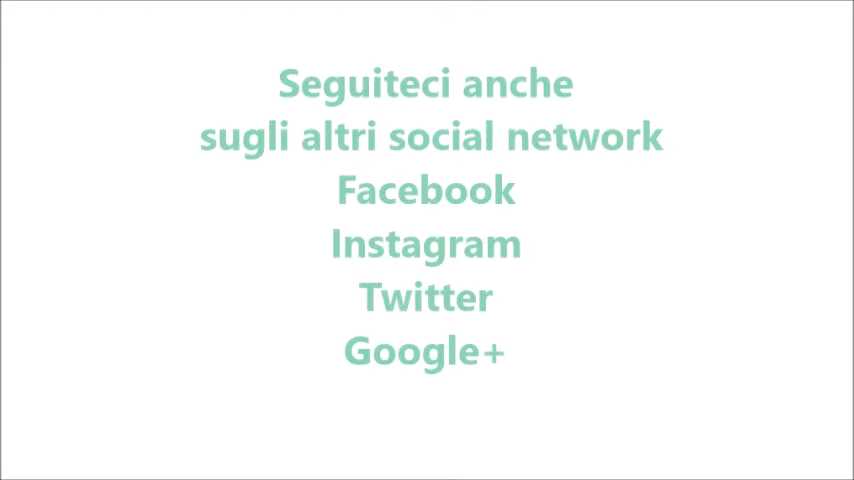 Seguiteci anche
sugli altri social network
Facebook
Instagram
Twitter
Google+